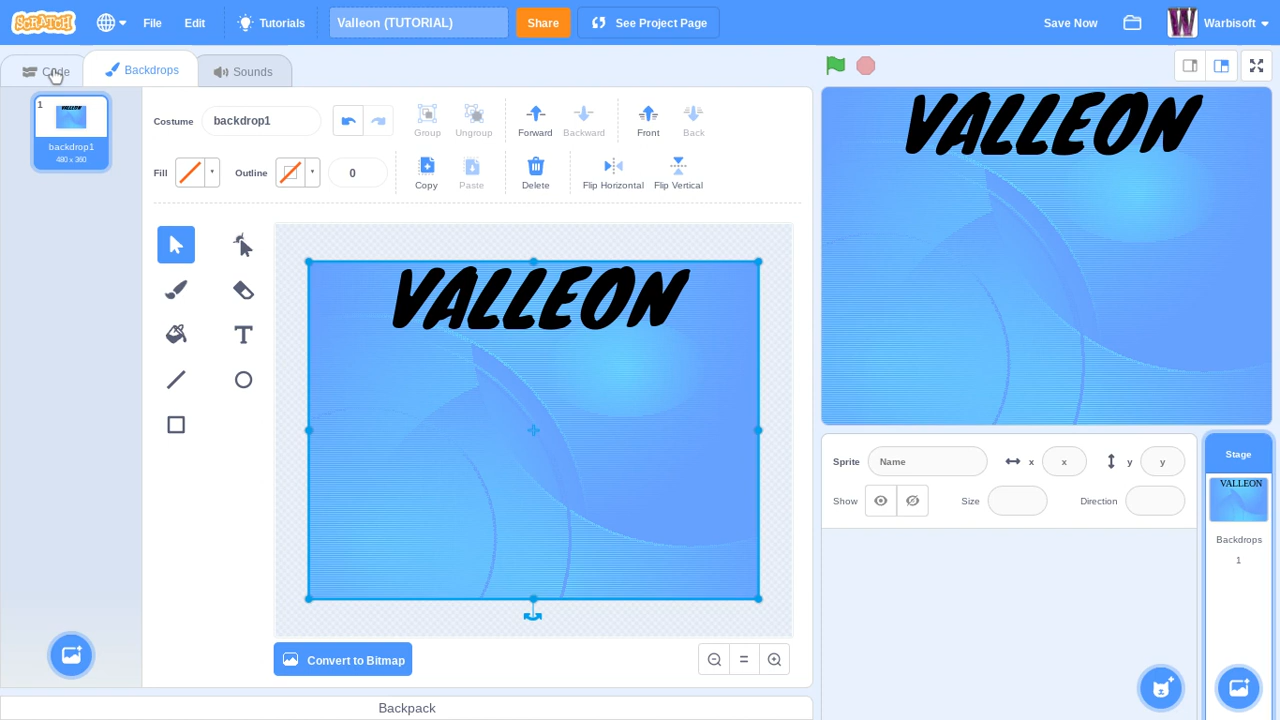 SCRATCH
File
Edit
Tutorials
Valleon (TUTORIAL)
Share
See Project Page
Save Now
W
Warbisoft
Code
Backdrops
Sounds
1
VALLEON
backdrop1
480 x 360
Costume
backdrop1
Group
Ungroup
Forward
Backward
Front
Back
Fill
Outline
0
Copy
Paste
Delete
Flip Horizontal
Flip Vertical
T
VALLEON
Convert to Bitmap
Backpack
VALLEON
Sprite
Name
x
x
y
y
Show
Size
Direction
Stage
VALLEON
Backdrops
1